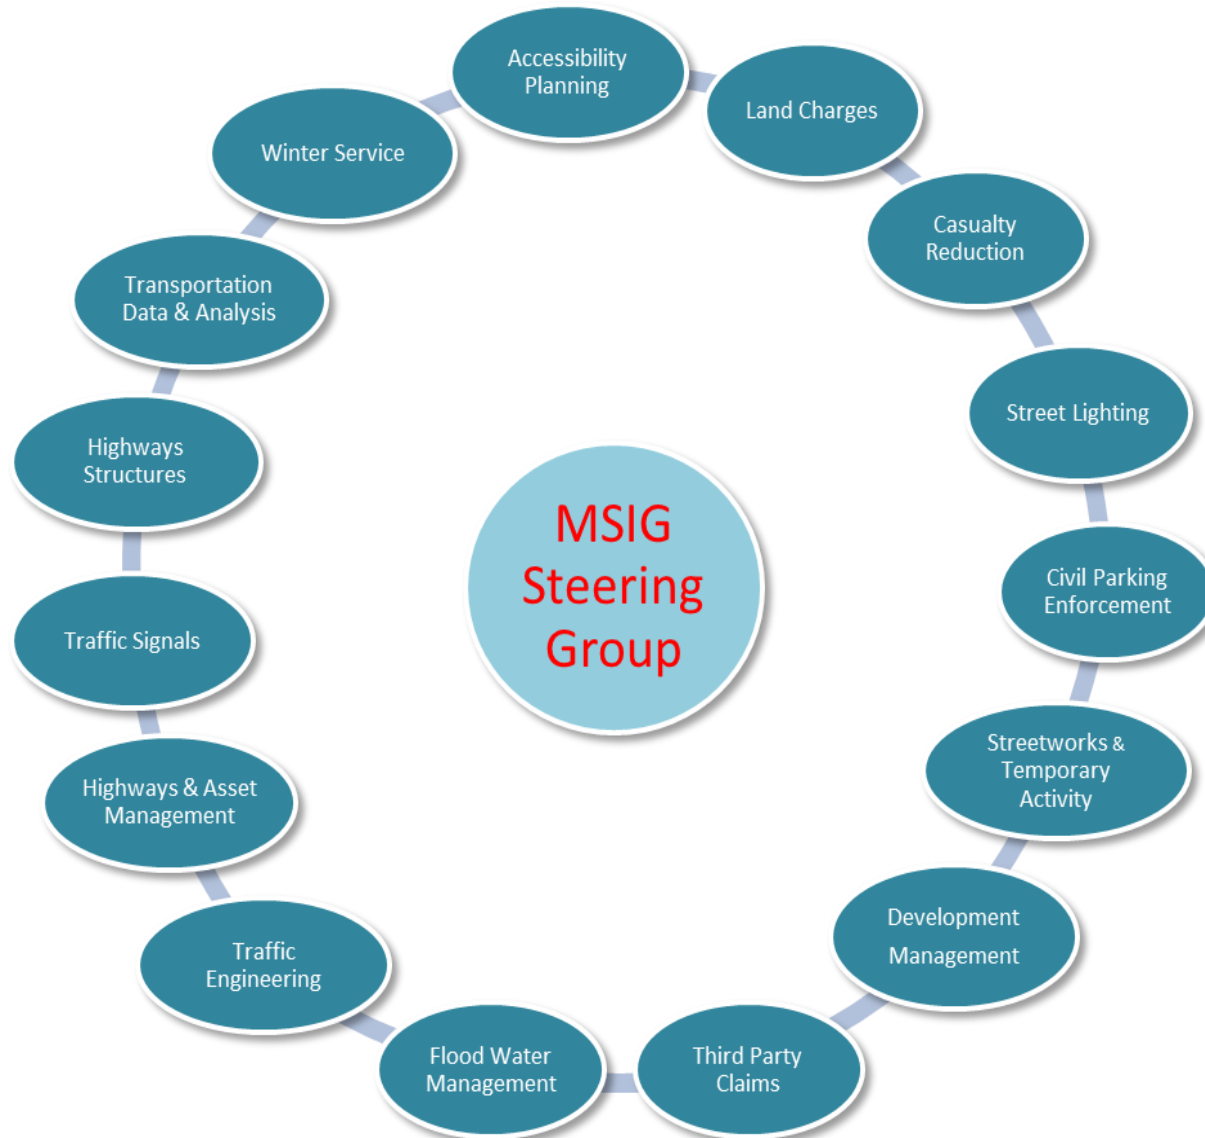 Accessibility
Planning
Land Charges
Casualty
Reduction
Street Lighting
Civil Parking
Enforcement
Streetworks &
Temporary
Activity
Development
Management
Third Party
Claims
Flood Water
Management
Traffic
Engineering
Highways & Asset
Management
Traffic Signals
Highways
Structures
Transportation
Data & Analysis
Winter Service
MSIG
Steering
Group